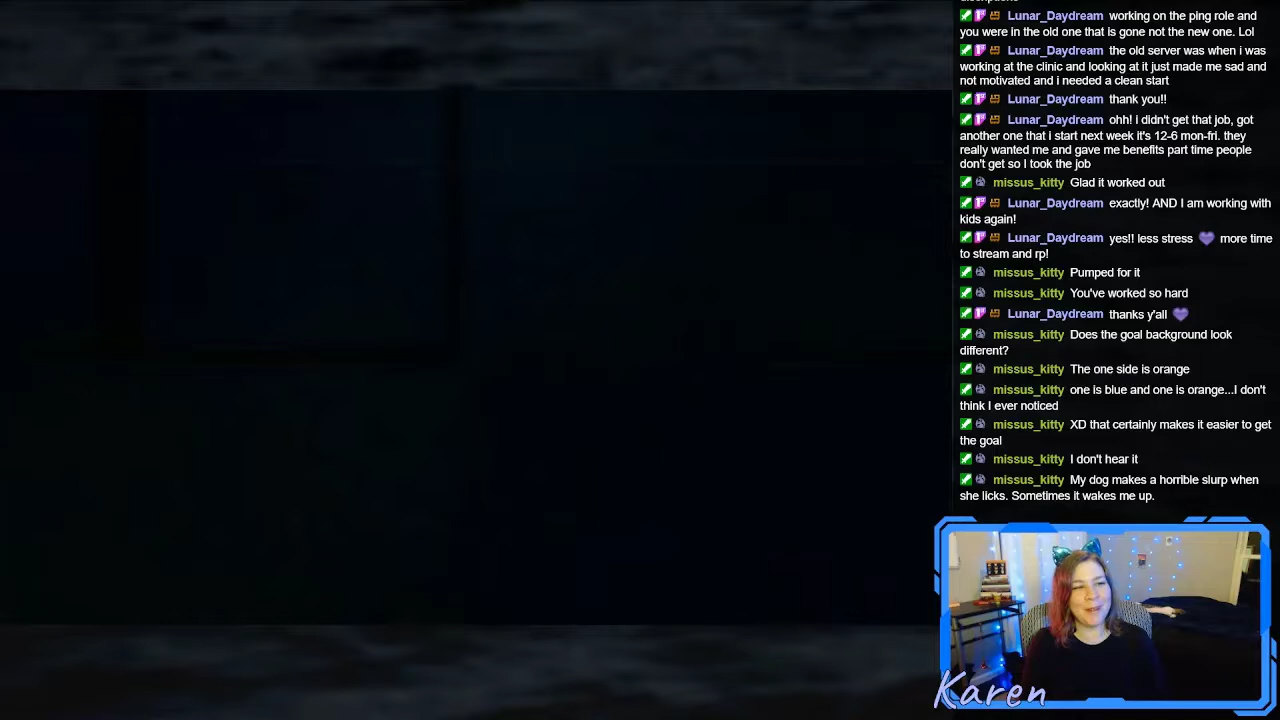 Lunar_Daydream working on the ping role and
you were in the old one that is gone not the new one. Lol
Lunar_Daydream the old server was when i was
working at the clinic and looking at it just made me sad and
not motivated and i needed a clean start
Lunar_Daydream thank you!!
Lunar_Daydream ohh! i didn't get that job, got
another one that i start next week it's 12-6 mon-fri. they
really wanted me and gave me benefits part time people
don't get so I took the job
missus_kitty Glad it worked out
Lunar_Daydream exactly! AND I am working with
kids again!
Lunar_Daydream yes!! less stress 💜 more time
to stream and rp!
missus_kitty Pumped for it
missus_kitty You've worked so hard
Lunar_Daydream thanks y'all 💜
missus_kitty Does the goal background look
different?
missus_kitty The one side is orange
missus_kitty one is blue and one is orange...I don't
think I ever noticed
missus_kitty XD that certainly makes it easier to get
the goal
missus_kitty I don't hear it
missus_kitty My dog makes a horrible slurp when
she licks. Sometimes it wakes me up.
Karen